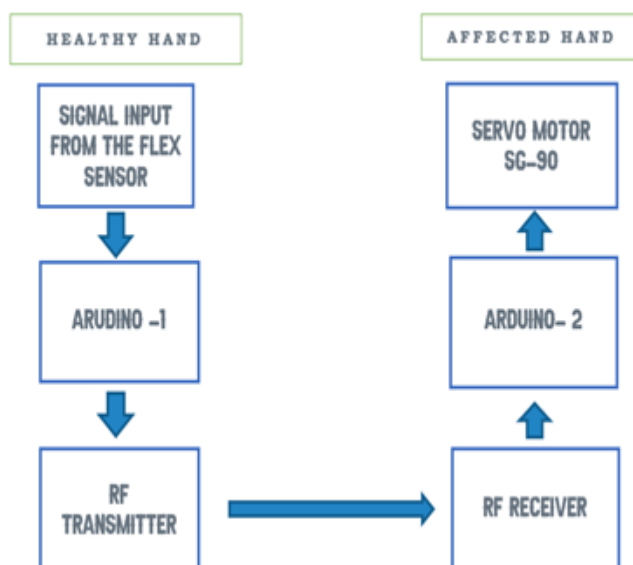 HEALTHY HAND
AFFECTED HAND
SIGNAL INPUT
FROM THE FLEX
SENSOR
SERVO MOTOR
SG-90
ARUDINO -1
ARDUINO- 2
RF
TRANSMITTER
RF RECEIVER